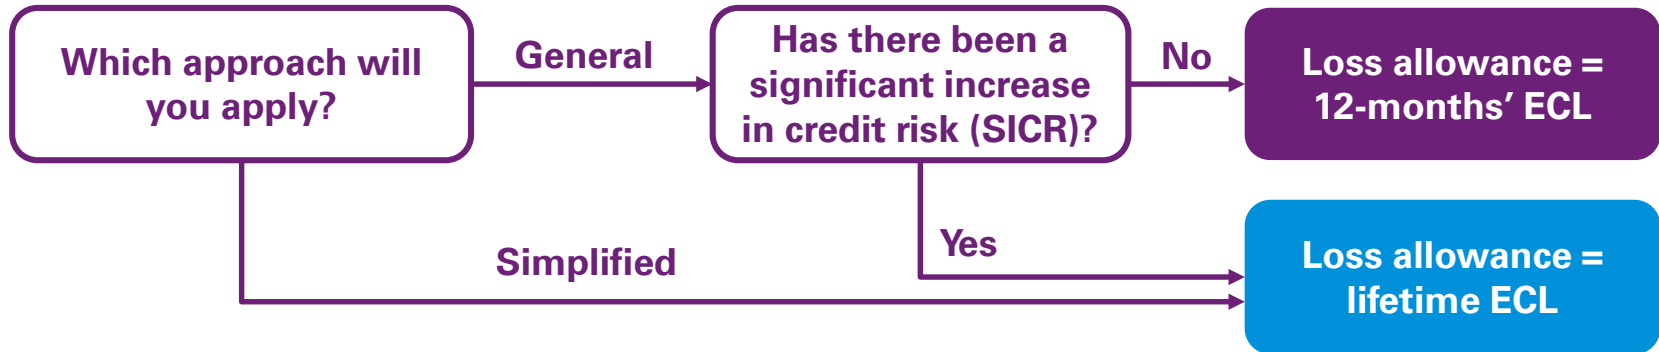 Which approach will
you apply?
General
Has there been a
significant increase
in credit risk (SICR)?
No
Loss allowance =
12-months’ ECL
Simplified
Yes
Loss allowance =
lifetime ECL